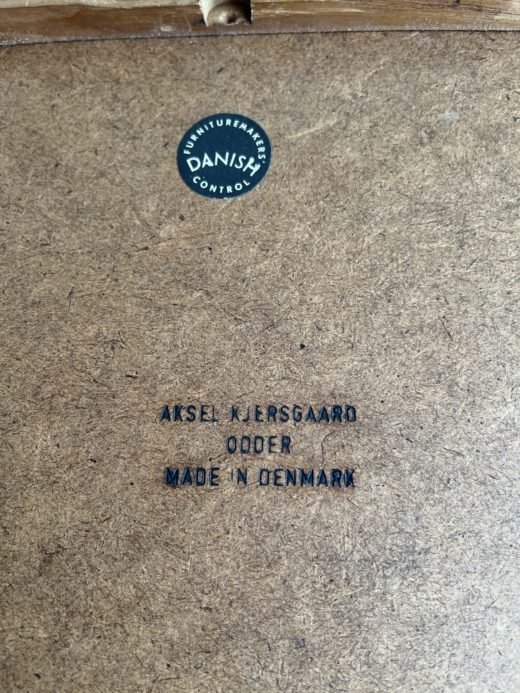 FURNITUREMAKERS'
DANISH
CONTROL
AKSEL KJERSGAARD
ODDER
MADE IN DENMARK